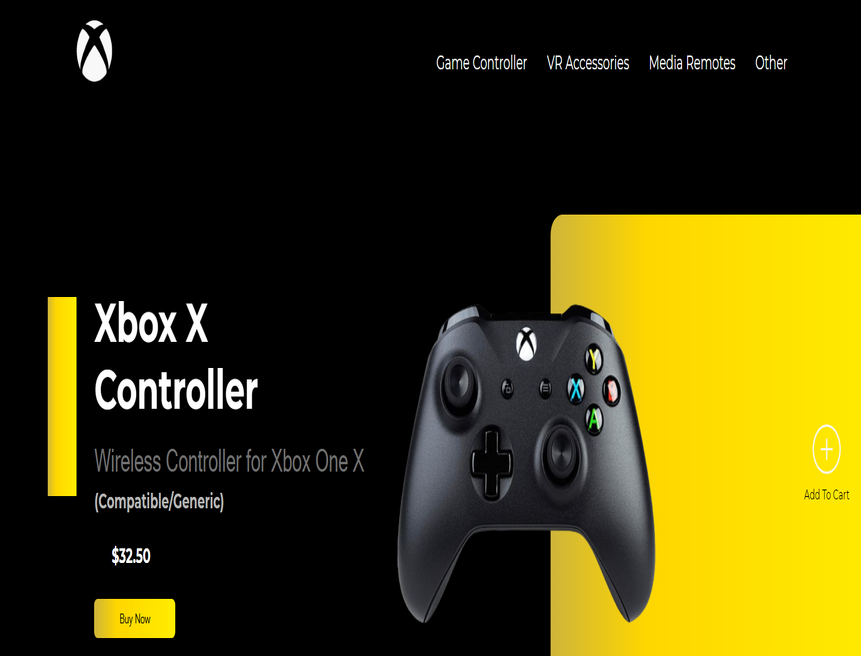 Game Controller VR Accessories Media Remotes Other
Xbox X
Controller
Wireless Controller for Xbox One X
(Compatible/Generic)
$32.50
Buy Now
Y
X
A
Add To Cart